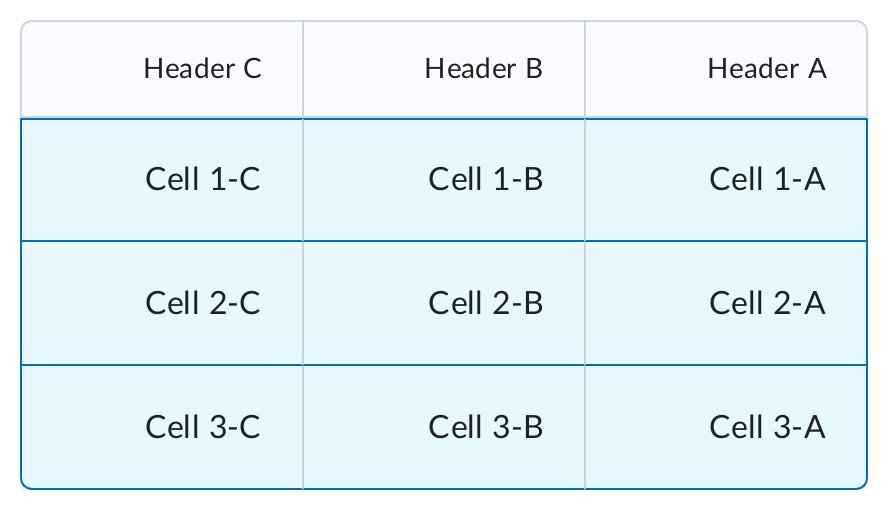 Header C Header B Header A
Cell 1-C Cell 1-B Cell 1-A
Cell 2-C Cell 2-B Cell 2-A
Cell 3-C Cell 3-B Cell 3-A